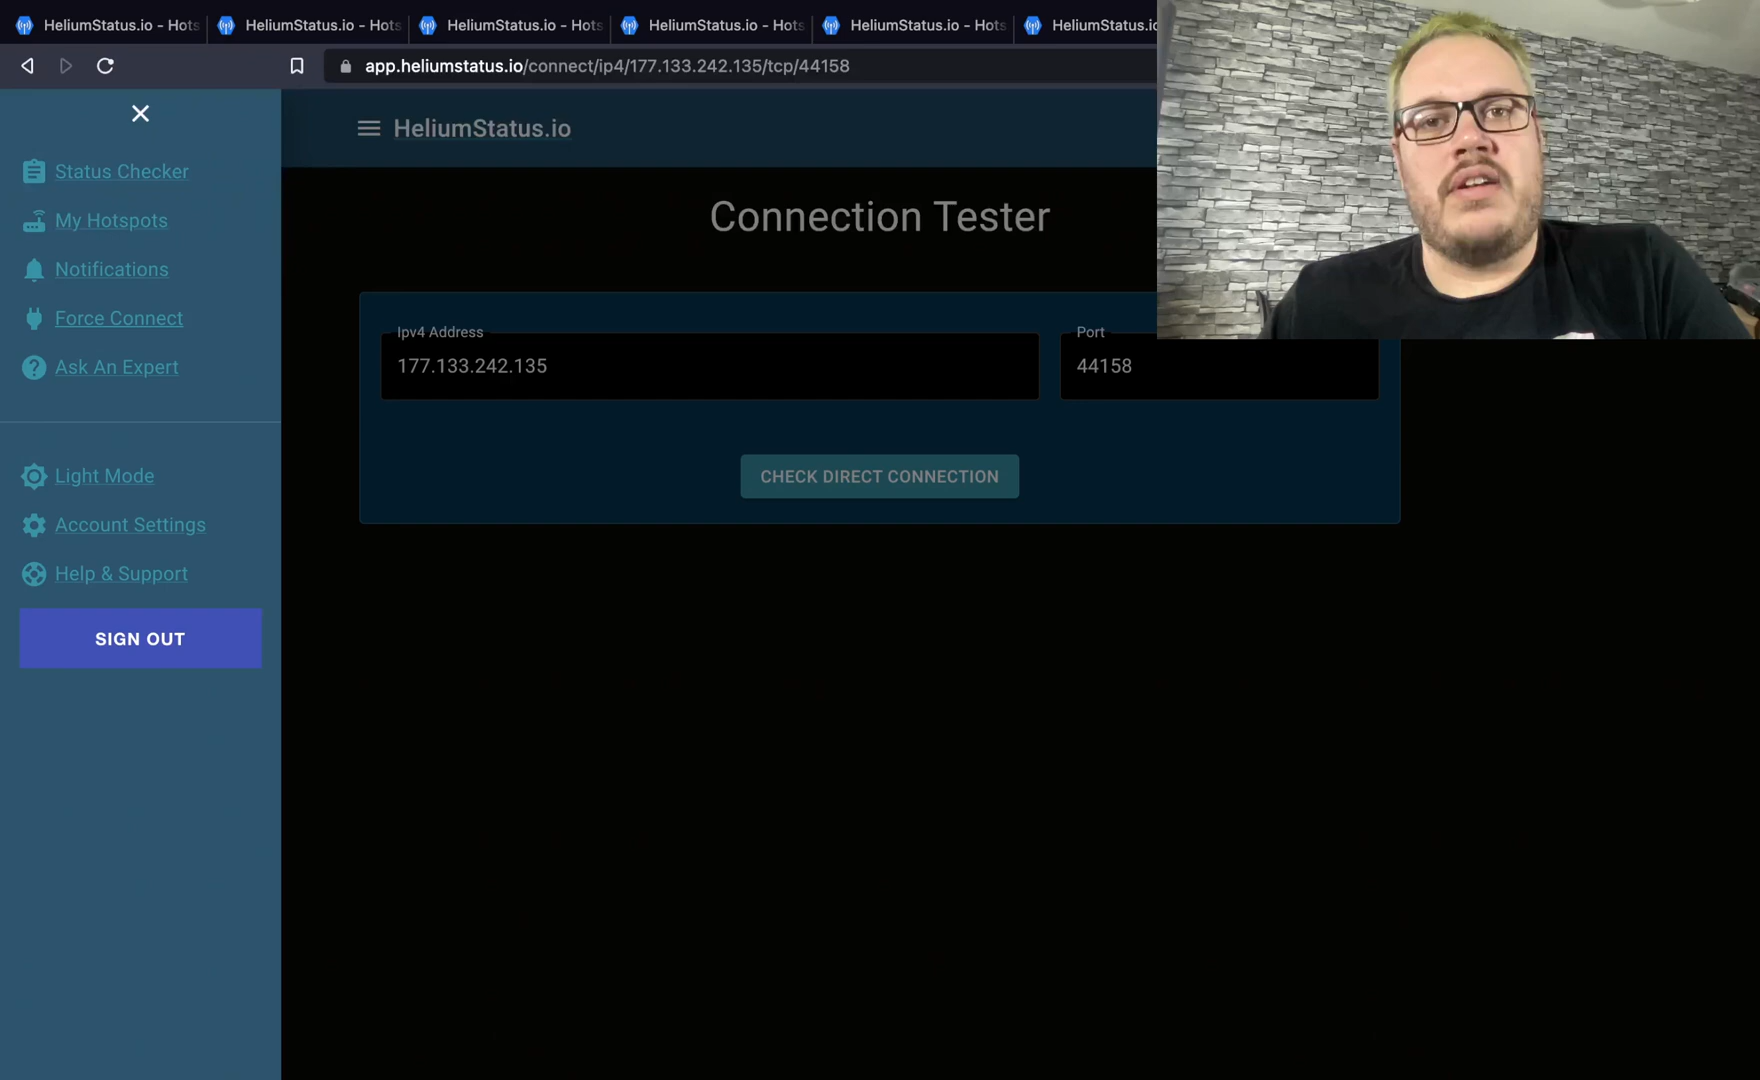 HeliumStatus.io - Hots
HeliumStatus.io - Hots
HeliumStatus.io - Hots
HeliumStatus.io - Hots
HeliumStatus.io - Hots
HeliumStatus.io
app.heliumstatus.io/connect/ip4/177.133.242.135/tcp/44158
HeliumStatus.io
Status Checker
My Hotspots
Notifications
Force Connect
Ask An Expert
Light Mode
Account Settings
Help & Support
SIGN OUT
Connection Tester
Ipv4 Address
177.133.242.135
Port
44158
CHECK DIRECT CONNECTION